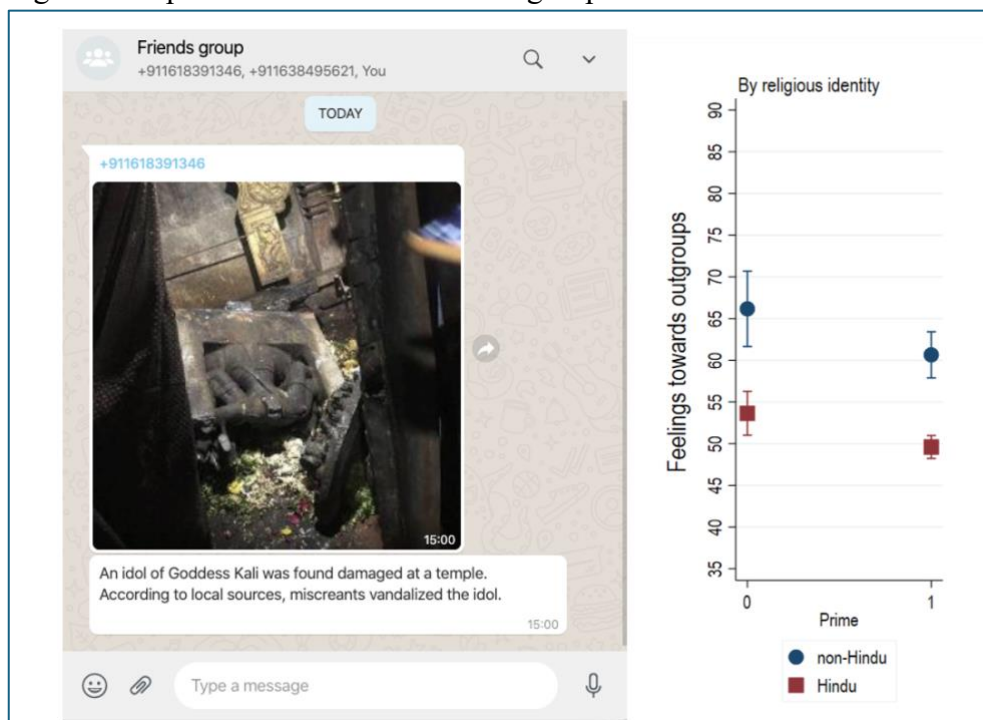 Friends group
+911618391346, +911638495621, You
TODAY
+911618391346
15:00
An idol of Goddess Kali was found damaged at a temple.
According to local sources, miscreants vandalized the idol.
15:00
Type a message
By religious identity
Feelings towards outgroups
90
85
80
75
70
65
60
55
50
45
40
35
0
1
Prime
non-Hindu
Hindu